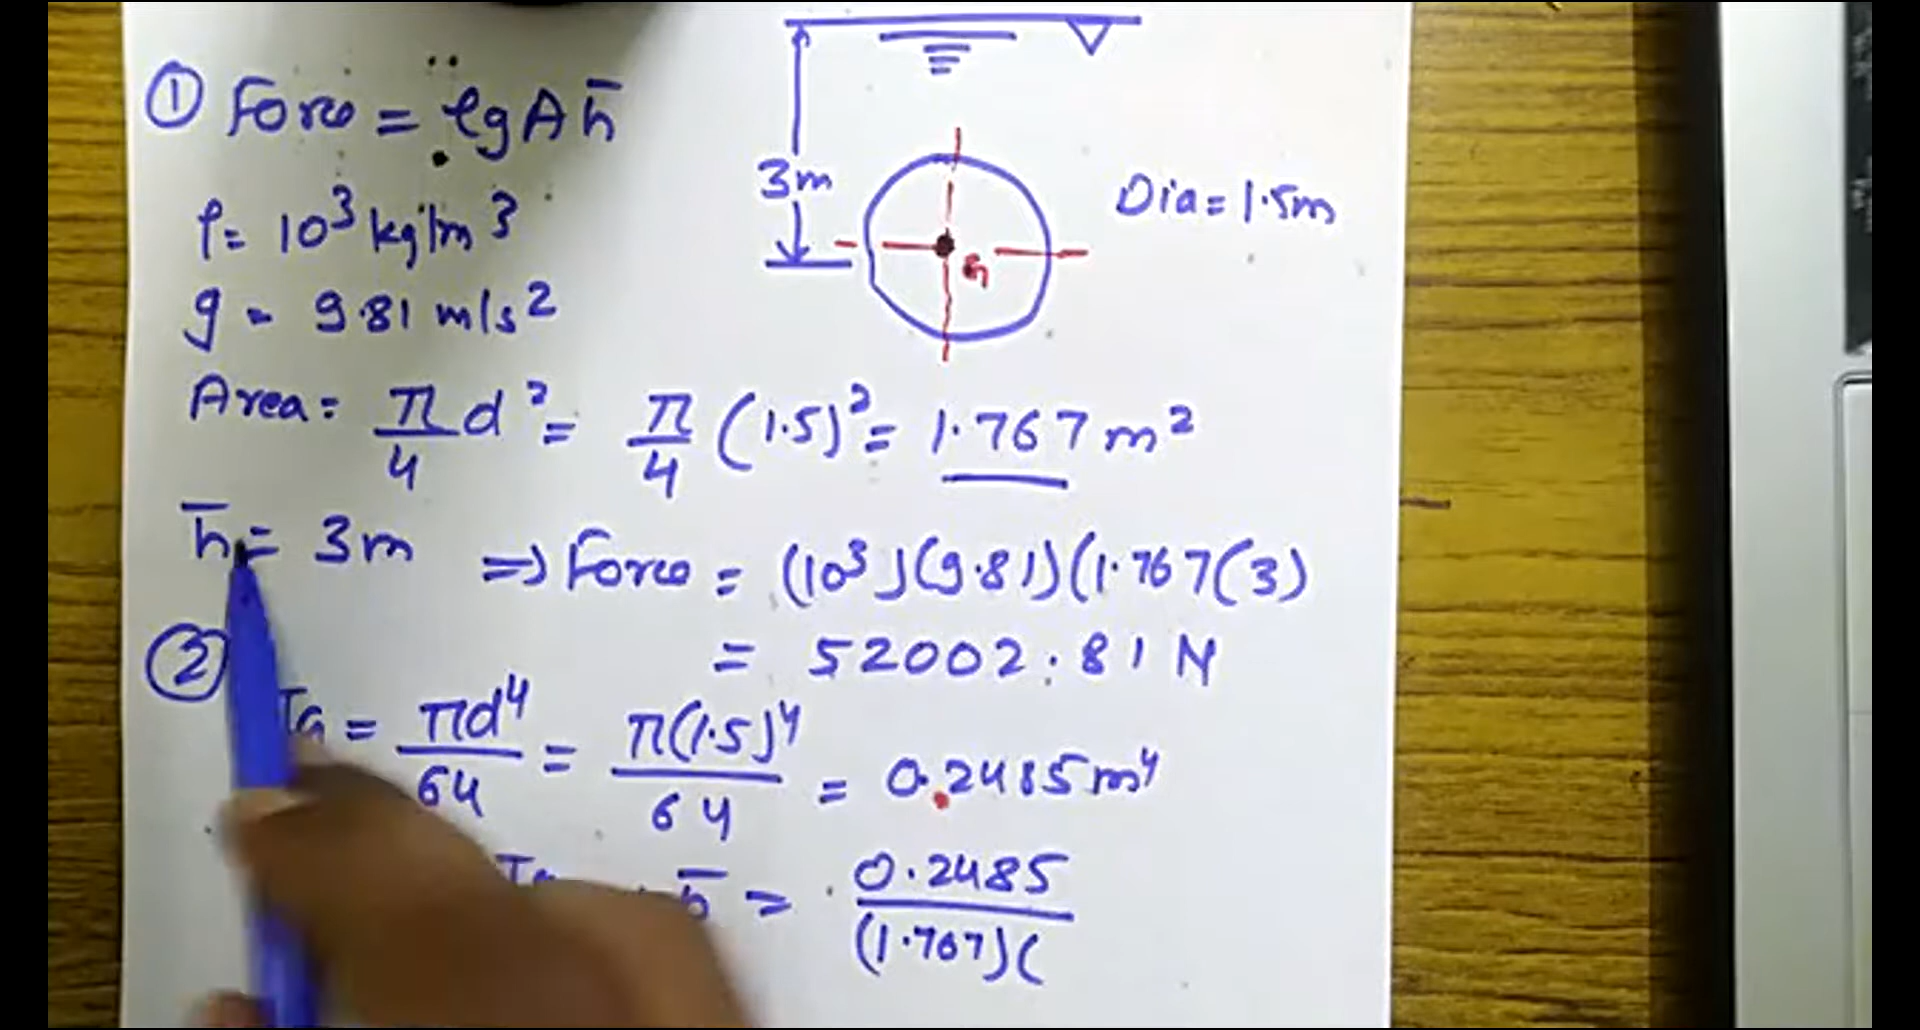 ① Force = ρgAh̄
ρ= 10³ kg/m³
g = 9.81 m/s²
3m
Dia = 1.5m
G
Area = π/4 d² = π/4 (1.5)² = 1.767 m²
h̄ = 3m ⇒ Force = (10³)(9.81)(1.767(3)
= 52002.81 N
②
IG = πd⁴/64 = π(1.5)⁴/64 = 0.2485 m⁴
h̄ = 0.2485/(1.767)(